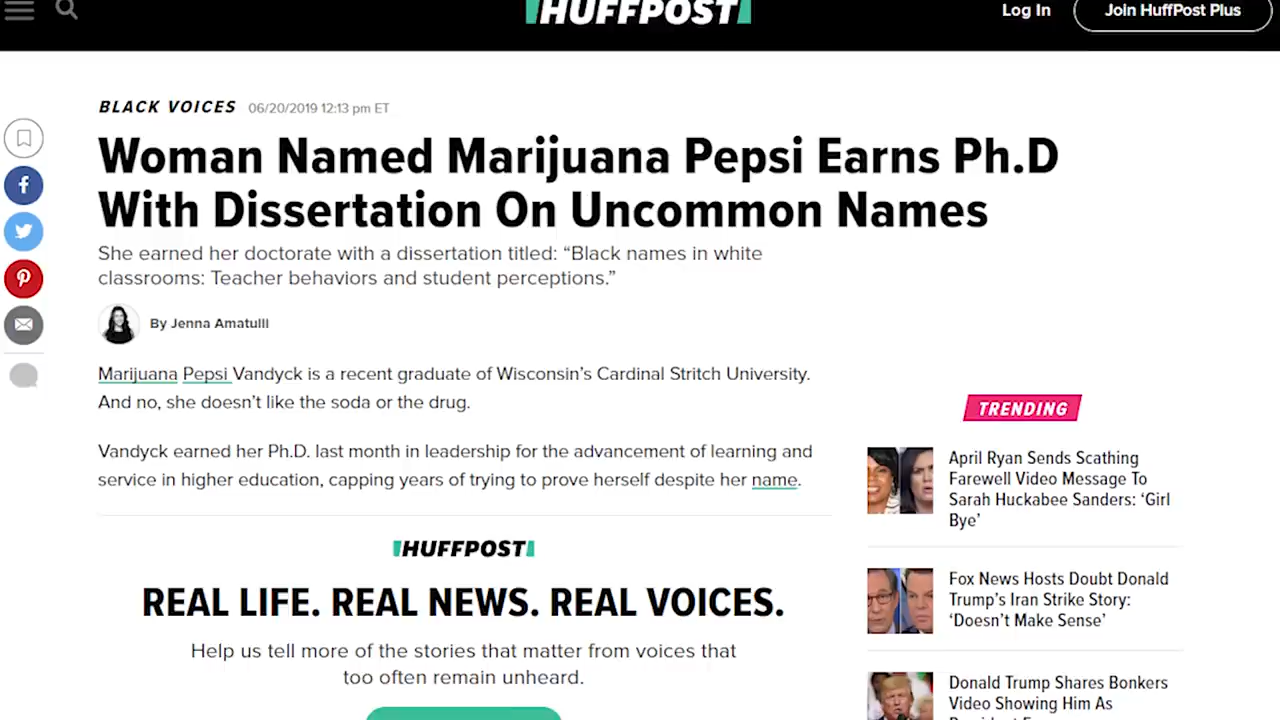 HUFFPOST
Log In
Join HuffPost Plus
BLACK VOICES 06/20/2019 12:13 pm ET
Woman Named Marijuana Pepsi Earns Ph.D
With Dissertation On Uncommon Names
She earned her doctorate with a dissertation titled: “Black names in white
classrooms: Teacher behaviors and student perceptions.”
By Jenna Amatulli
Marijuana Pepsi Vandyck is a recent graduate of Wisconsin’s Cardinal Stritch University.
And no, she doesn’t like the soda or the drug.
Vandyck earned her Ph.D. last month in leadership for the advancement of learning and
service in higher education, capping years of trying to prove herself despite her name.
HUFFPOST
REAL LIFE. REAL NEWS. REAL VOICES.
Help us tell more of the stories that matter from voices that
too often remain unheard.
TRENDING
April Ryan Sends Scathing
Farewell Video Message To
Sarah Huckabee Sanders: ‘Girl
Bye’
Fox News Hosts Doubt Donald
Trump’s Iran Strike Story:
‘Doesn’t Make Sense’
Donald Trump Shares Bonkers
Video Showing Him As